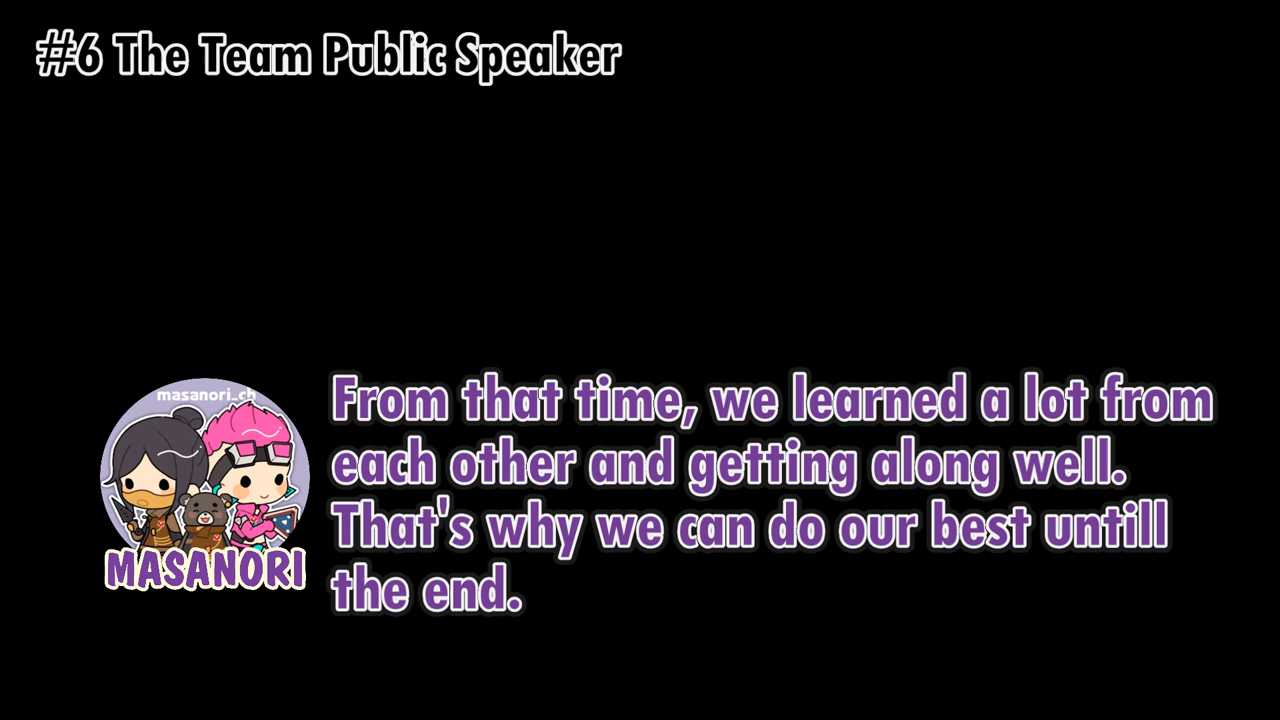 #6 The Team Public Speaker
masanori_ch
MASANORI
From that time, we learned a lot from
each other and getting along well.
That's why we can do our best untill
the end.